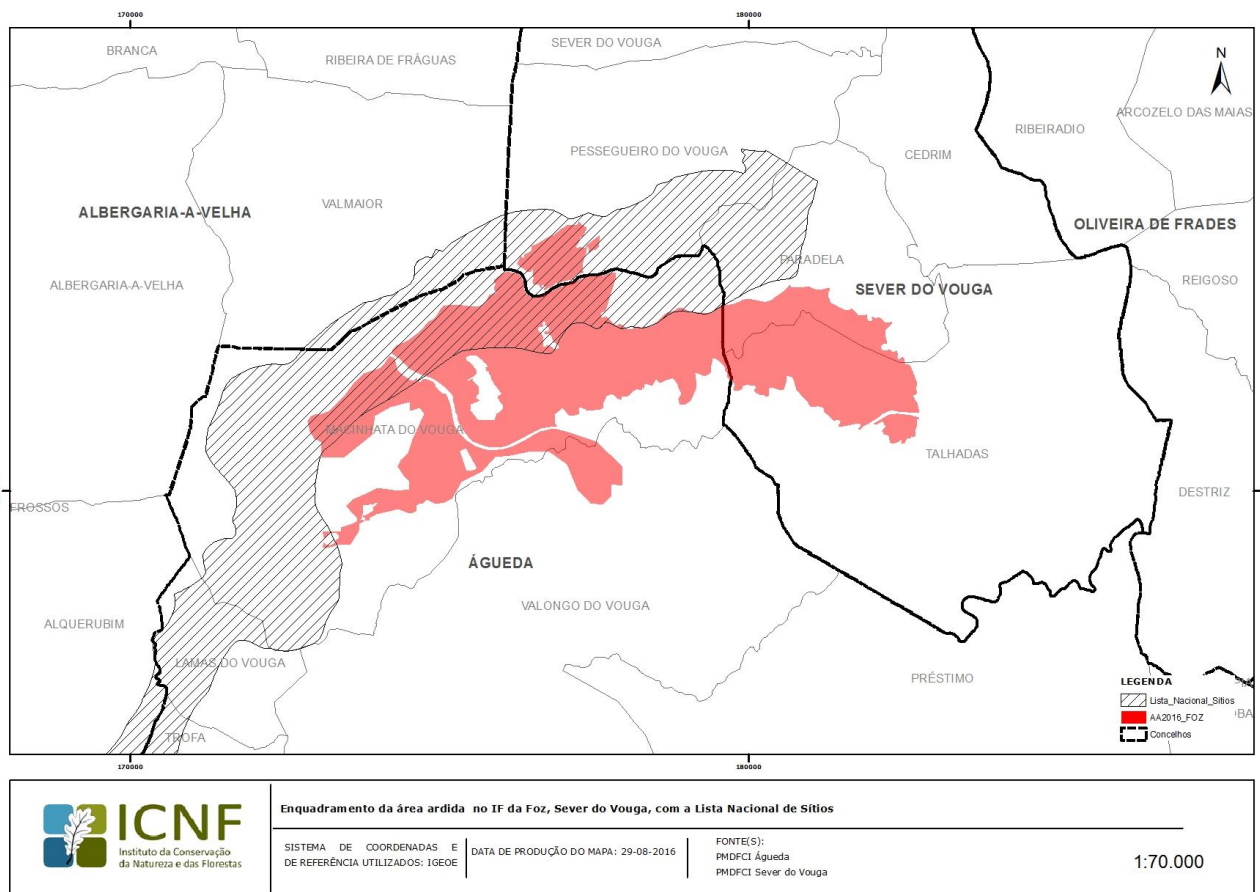 170000
180000
BRANCA
RIBEIRA DE FRÁGUAS
SEVER DO VOUGA
N
ARCOZELO DAS MAIAS
RIBEIRADIO
PESSEGUEIRO DO VOUGA
CEDRIM
VALMAIOR
ALBERGARIA-A-VELHA
OLIVEIRA DE FRADES
PARADELA
ALBERGARIA-A-VELHA
SEVER DO VOUGA
REIGOSO
MACINHATA DO VOUGA
TALHADAS
DESTRIZ
FROSSOS
ÁGUEDA
VALONGO DO VOUGA
ALQUERUBIM
LAMAS DO VOUGA
PRÉSTIMO
TROFA
LEGENDA
Lista_Nacional_Sitios
AA2016_FOZ
Concelhos
170000
180000
ICNF
Instituto da Conservação
da Natureza e das Florestas
Enquadramento da área ardida no IF da Foz, Sever do Vouga, com a Lista Nacional de Sítios
SISTEMA DE COORDENADAS E
DE REFERÊNCIA UTILIZADOS: IGEOE
DATA DE PRODUÇÃO DO MAPA: 29-08-2016
FONTE(S):
PMDFCI Águeda
PMDFCI Sever do Vouga
1:70.000